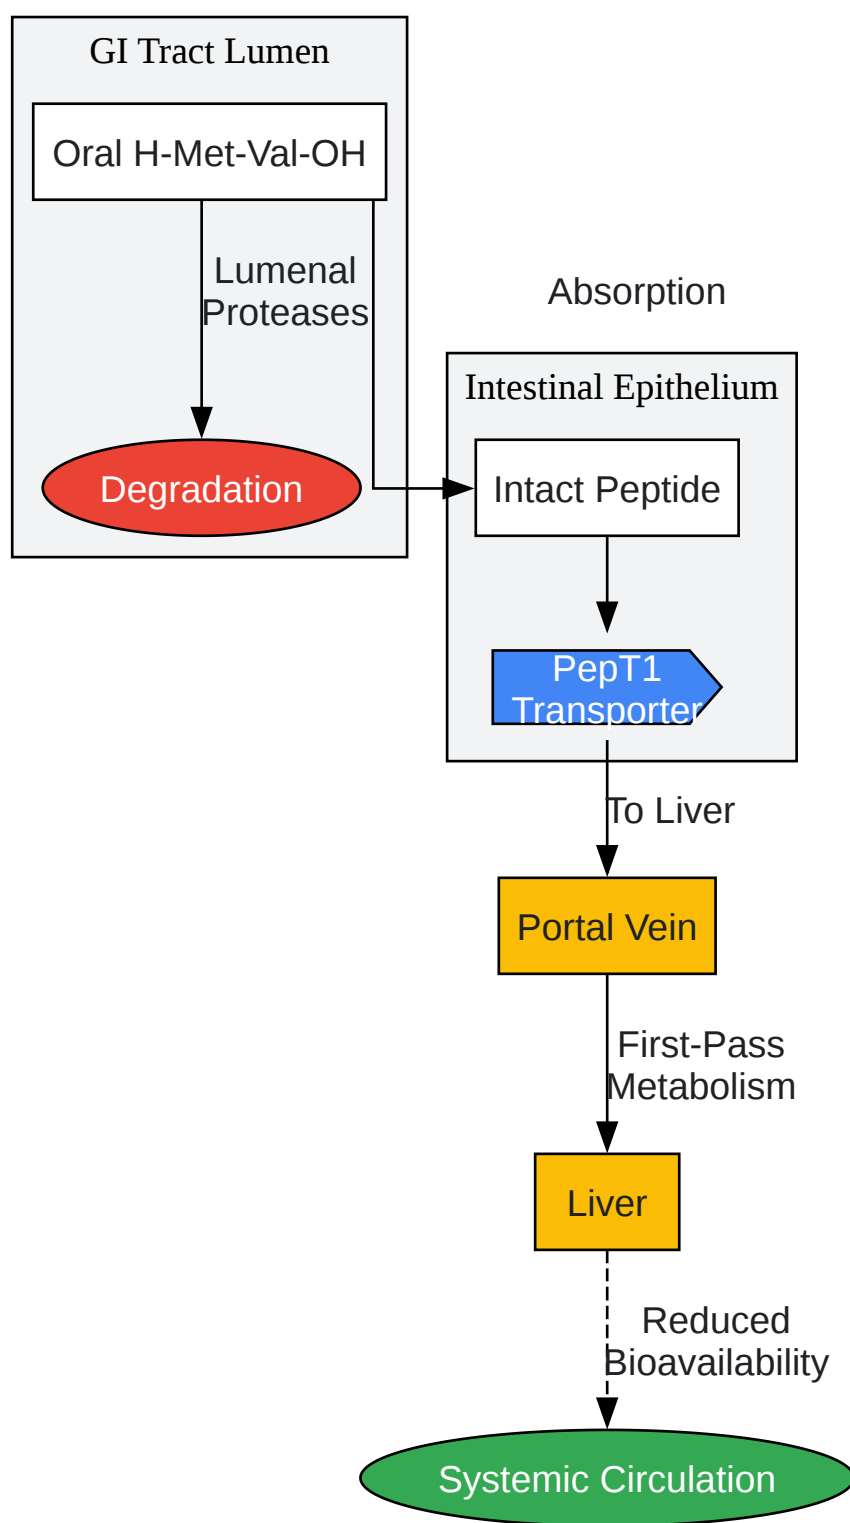 GI Tract Lumen
Oral H-Met-Val-OH
Lumenal
Proteases
Absorption
Intestinal Epithelium
Degradation
Intact Peptide
PepT1
Transporter
To Liver
Portal Vein
First-Pass
Metabolism
Liver
Reduced
Bioavailability
Systemic Circulation